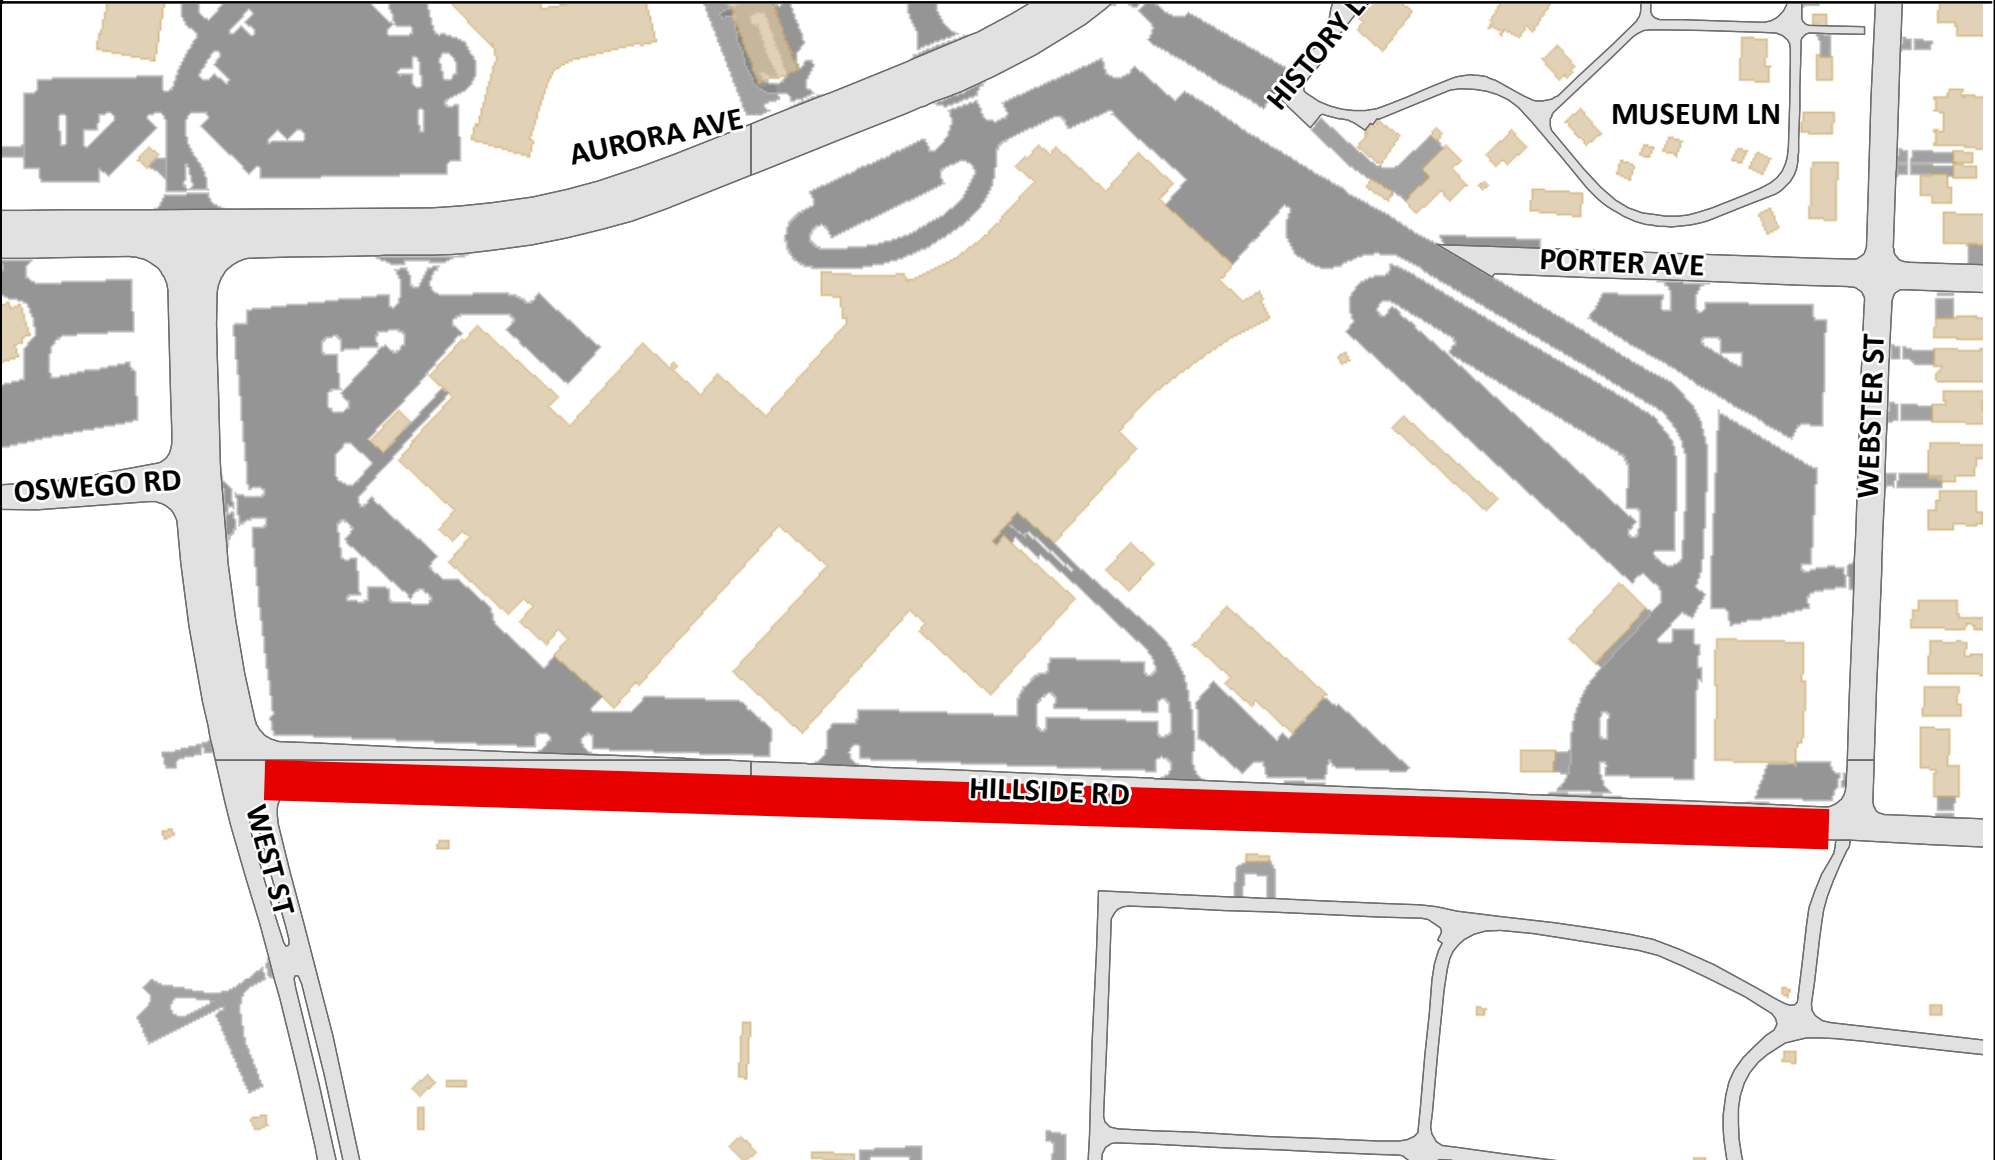 HISTORY L
AURORA AVE
MUSEUM LN
PORTER AVE
WEBSTER ST
OSWEGO RD
HILLSIDE RD
WEST ST